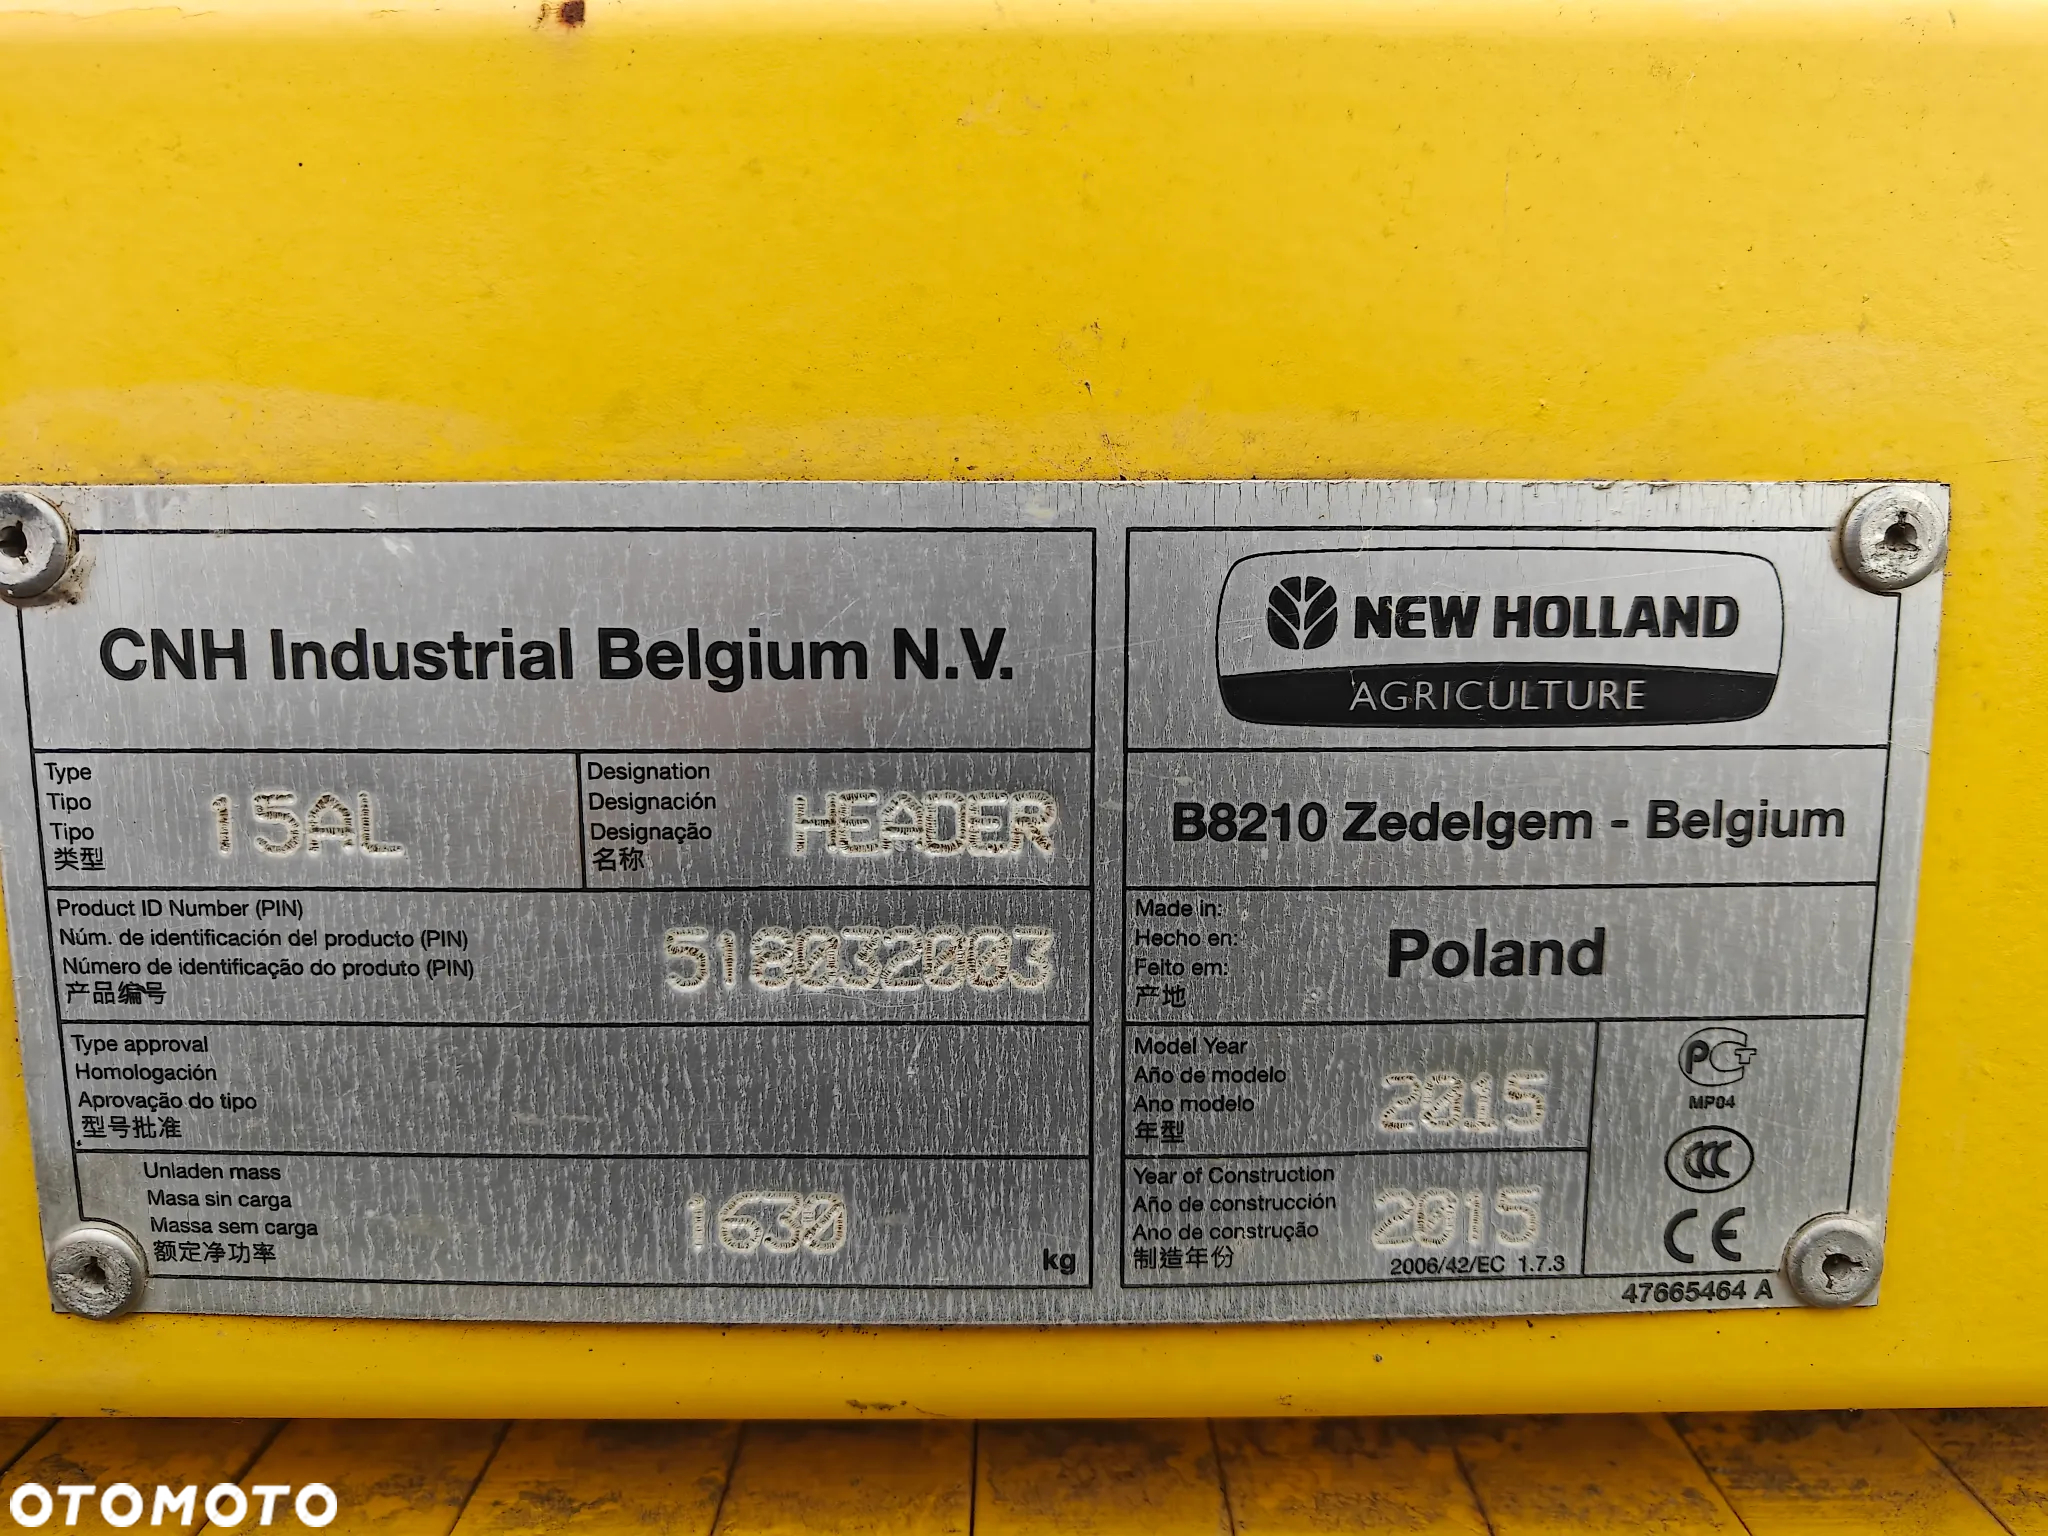 CNH Industrial Belgium N.V.
Type
Tipo
Tipo
类型
15AL
Designation
Designación
Designação
名称
HEADER
Product ID Number (PIN)
Núm. de identificación del producto (PIN)
Número de identificação do produto (PIN)
产品编号
518032003
Type approval
Homologación
Aprovação do tipo
型号批准
Unladen mass
Masa sin carga
Massa sem carga
额定净功率
1630
kg
NEW HOLLAND
AGRICULTURE
B8210 Zedelgem - Belgium
Made in:
Hecho en:
Feito em:
产地
Poland
Model Year
Año de modelo
Ano modelo
年型
2015
Year of Construction
Año de construcción
Ano de construção
制造年份
2015
2006/42/EC 1.7.3
PCT
MP04
CCC
CE
47665464 A
OTOMOTO